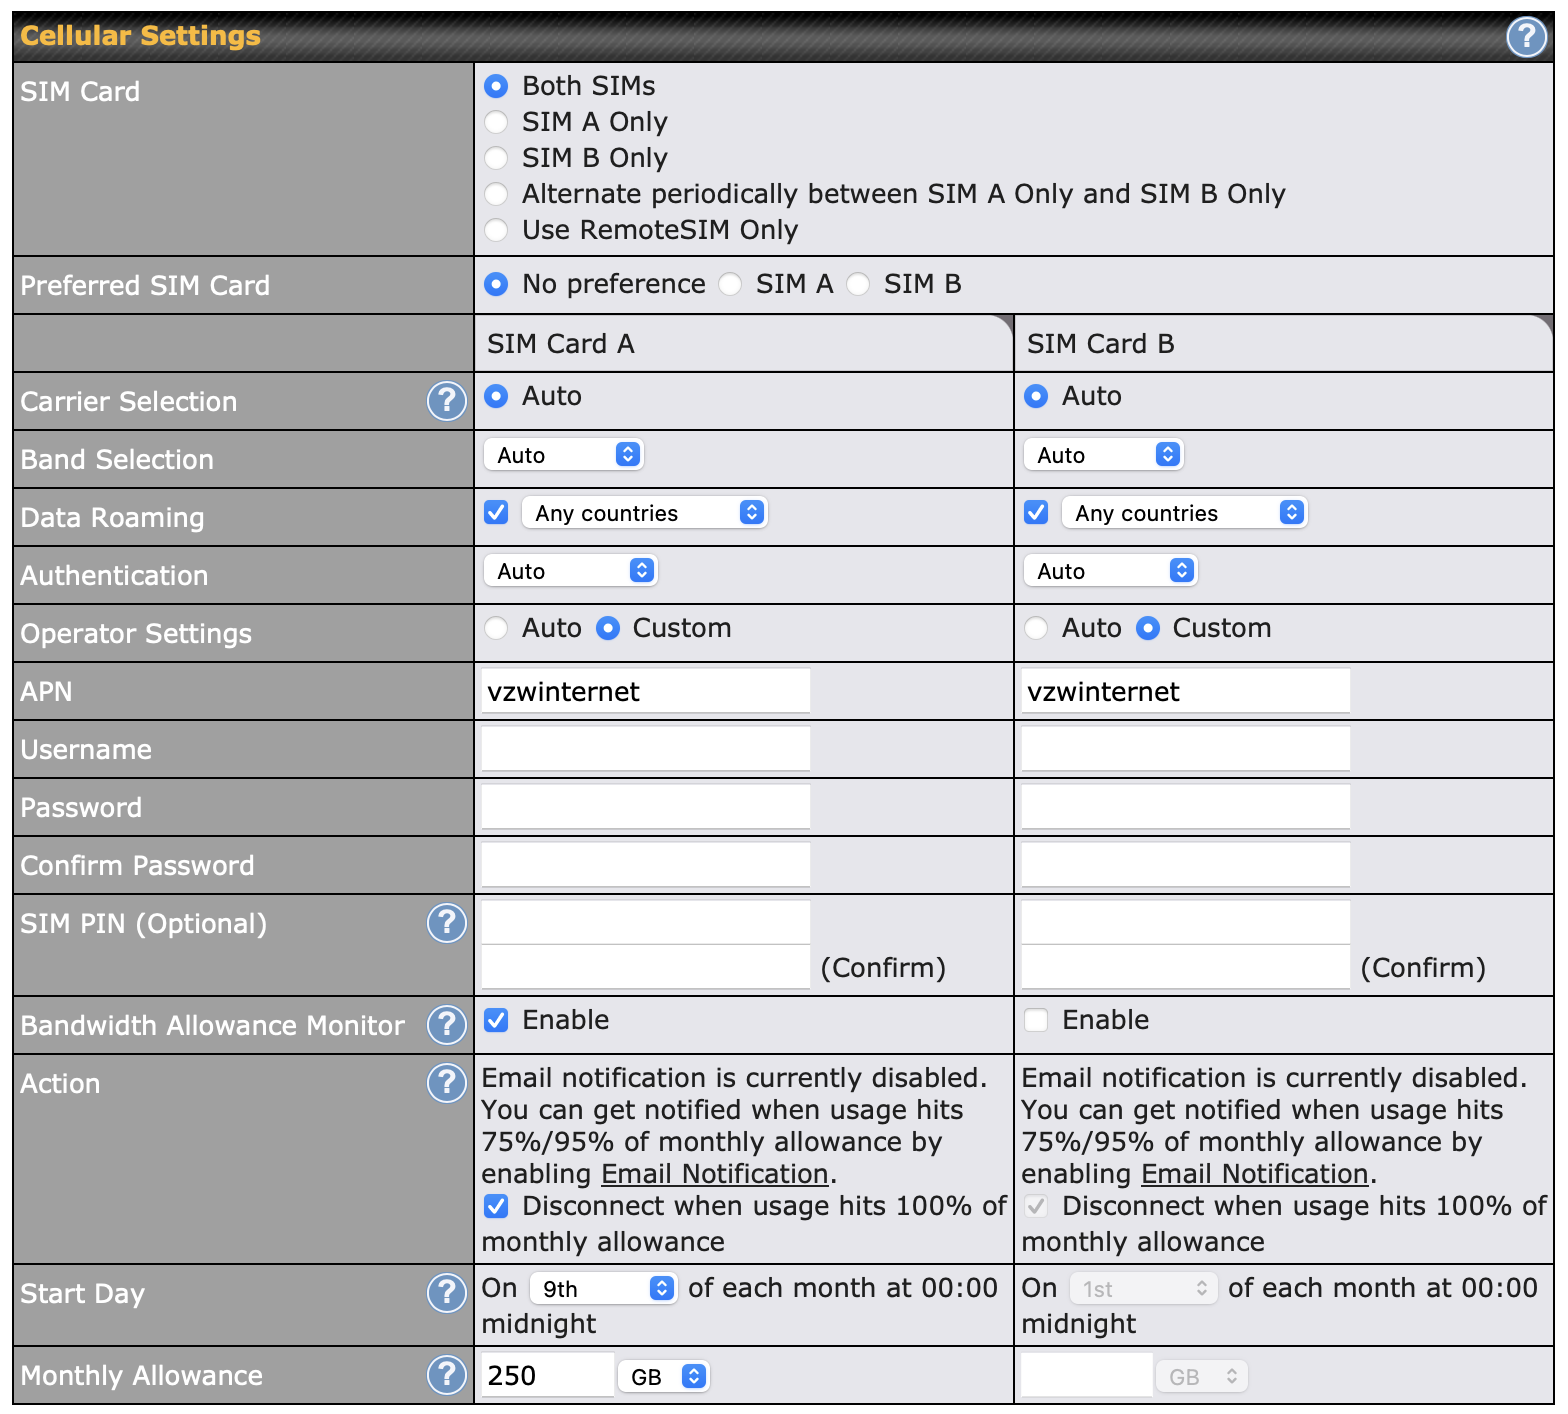 Cellular Settings ?
SIM Card
Both SIMs
SIM A Only
SIM B Only
Alternate periodically between SIM A Only and SIM B Only
Use RemoteSIM Only
Preferred SIM Card No preference SIM A SIM B
SIM Card A SIM Card B
Carrier Selection ? Auto Auto
Band Selection Auto Auto
Data Roaming Any countries Any countries
Authentication Auto Auto
Operator Settings Auto Custom Auto Custom
APN vzwinternet vzwinternet
Username
Password
Confirm Password
SIM PIN (Optional) ?
(Confirm) (Confirm)
Bandwidth Allowance Monitor ? Enable Enable
Action ?
Email notification is currently disabled.
You can get notified when usage hits
75%/95% of monthly allowance by
enabling Email Notification.
Disconnect when usage hits 100% of
monthly allowance
Email notification is currently disabled.
You can get notified when usage hits
75%/95% of monthly allowance by
enabling Email Notification.
Disconnect when usage hits 100% of
monthly allowance
Start Day ?
On 9th of each month at 00:00
midnight
On 1st of each month at 00:00
midnight
Monthly Allowance ? 250 GB GB